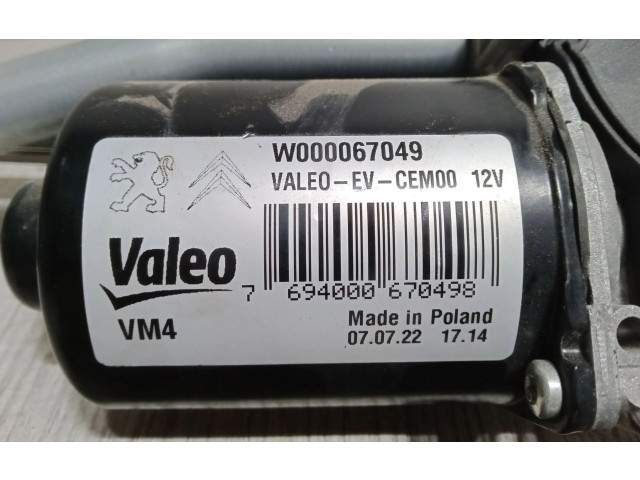 W000067049
VALEO-EV-CEM00 12V
Valeo
7 694000 670498
VM4
Made in Poland
07.07.22 17.14